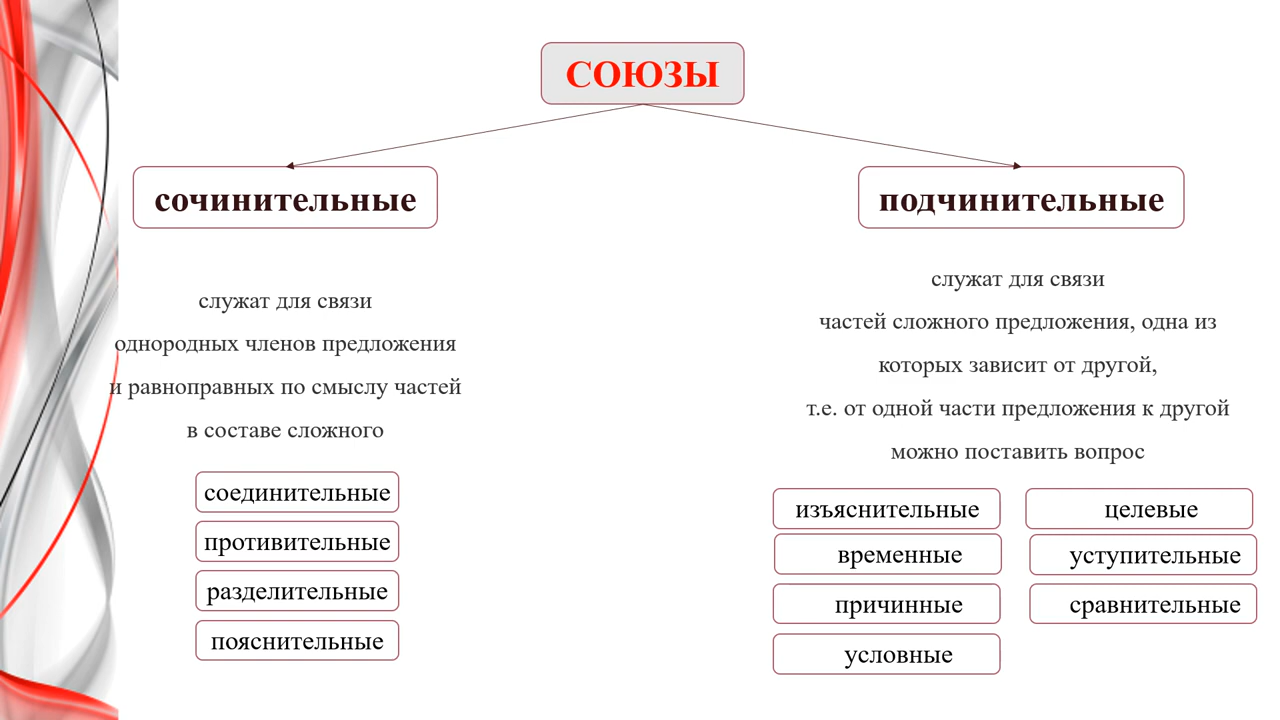 СОЮЗЫ
сочинительные
служат для связи
однородных членов предложения
и равноправных по смыслу частей
в составе сложного
соединительные
противительные
разделительные
пояснительные
подчинительные
служат для связи
частей сложного предложения, одна из
которых зависит от другой,
т.е. от одной части предложения к другой
можно поставить вопрос
изъяснительные
временные
причинные
условные
целевые
уступительные
сравнительные